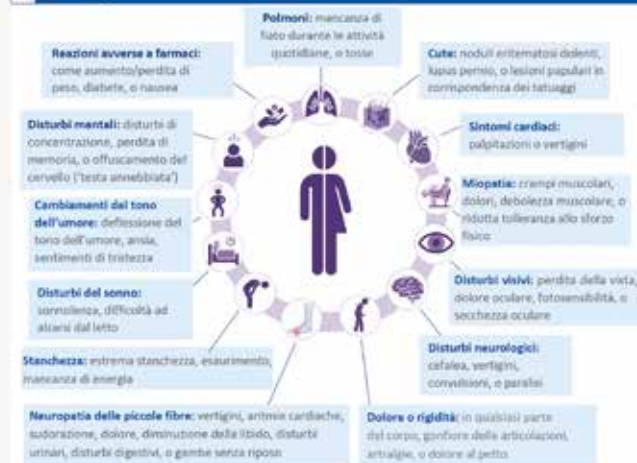 Polmoni: mancanza di
fiato durante le attività
quotidiane, o tosse
Reazioni avverse a farmaci:
come aumento/perdita di
peso, diabete, o nausea
Cute: noduli eritematosi dolenti,
lupus pernio, o lesioni papulari in
corrispondenza dei tatuaggi
Disturbi mentali: disturbi di
concentrazione, perdita di
memoria, o offuscamento del
cervello ('testa annebbiata')
Sintomi cardiaci:
palpitazioni o vertigini
Miopatia: crampi muscolari,
dolori, debolezza muscolare, o
ridotta tolleranza allo sforzo
fisico
Cambiamenti del tono
dell'umore: deflessione del
tono dell'umore, ansia,
sentimenti di tristezza
Disturbi visivi: perdita della vista,
dolore oculare, fotosensibilità, o
secchezza oculare
Disturbi del sonno:
sonnolenza, difficoltà ad
alzarsi dal letto
Disturbi neurologici:
cefalea, vertigini,
convulsioni, o paralisi
Stanchezza: estrema stanchezza, esaurimento,
mancanza di energia
Neuropatia delle piccole fibre: vertigini, aritmie cardiache,
sudorazione, dolore, diminuzione della libido, disturbi
urinari, disturbi digestivi, o gambe senza riposo
Dolore o rigidità: in qualsiasi parte
del corpo, gonfiore delle articolazioni,
artralgie, o dolore al petto